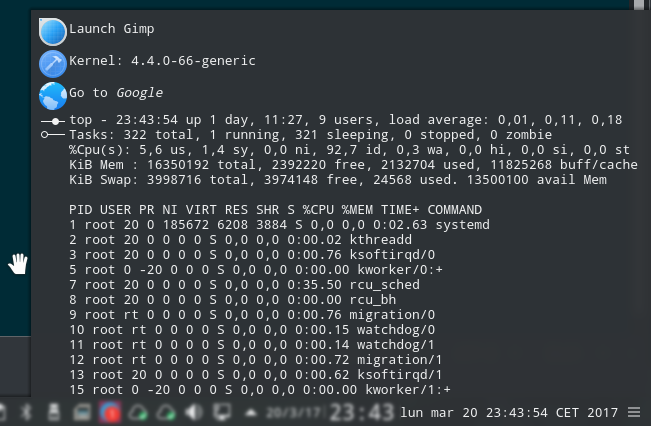 Launch Gimp
Kernel: 4.4.0-66-generic
Go to Google
top - 23:43:54 up 1 day, 11:27, 9 users, load average: 0,01, 0,11, 0,18
Tasks: 322 total, 1 running, 321 sleeping, 0 stopped, 0 zombie
%Cpu(s): 5,6 us, 1,4 sy, 0,0 ni, 92,7 id, 0,3 wa, 0,0 hi, 0,0 si, 0,0 st
KiB Mem : 16350192 total, 2392220 free, 2132704 used, 11825268 buff/cache
KiB Swap: 3998716 total, 3974148 free, 24568 used. 13500100 avail Mem
PID USER PR NI VIRT RES SHR S %CPU %MEM TIME+ COMMAND
1 root 20 0 185672 6208 3884 S 0,0 0,0 0:02.63 systemd
2 root 20 0 0 0 0 S 0,0 0,0 0:00.02 kthreadd
3 root 20 0 0 0 0 S 0,0 0,0 0:00.76 ksoftirqd/0
5 root 0 -20 0 0 0 S 0,0 0,0 0:00.00 kworker/0:+
7 root 20 0 0 0 0 S 0,0 0,0 0:35.50 rcu_sched
8 root 20 0 0 0 0 S 0,0 0,0 0:00.00 rcu_bh
9 root rt 0 0 0 0 S 0,0 0,0 0:00.76 migration/0
10 root rt 0 0 0 0 S 0,0 0,0 0:00.15 watchdog/0
11 root rt 0 0 0 0 S 0,0 0,0 0:00.14 watchdog/1
12 root rt 0 0 0 0 S 0,0 0,0 0:00.72 migration/1
13 root 20 0 0 0 0 S 0,0 0,0 0:00.62 ksoftirqd/1
15 root 0 -20 0 0 0 S 0,0 0,0 0:00.00 kworker/1:+
20/3/17 23:43 lun mar 20 23:43:54 CET 2017